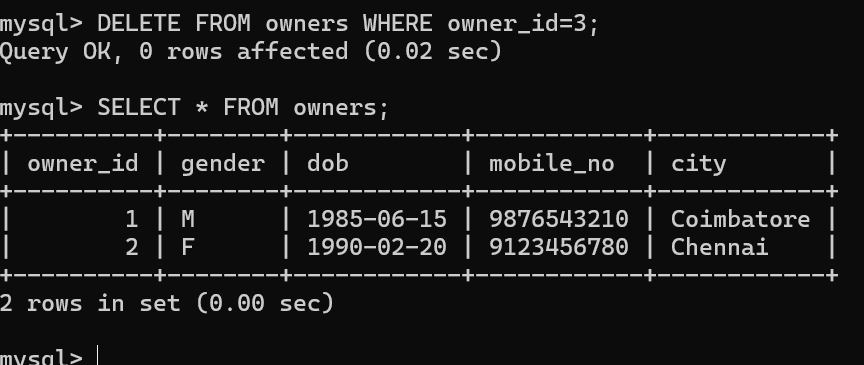 mysql> DELETE FROM owners WHERE owner_id=3;
Query OK, 0 rows affected (0.02 sec)

mysql> SELECT * FROM owners;
+----------+--------+------------+------------+------------+
| owner_id | gender | dob        | mobile_no  | city       |
+----------+--------+------------+------------+------------+
|        1 | M      | 1985-06-15 | 9876543210 | Coimbatore |
|        2 | F      | 1990-02-20 | 9123456780 | Chennai    |
+----------+--------+------------+------------+------------+
2 rows in set (0.00 sec)

mysql>